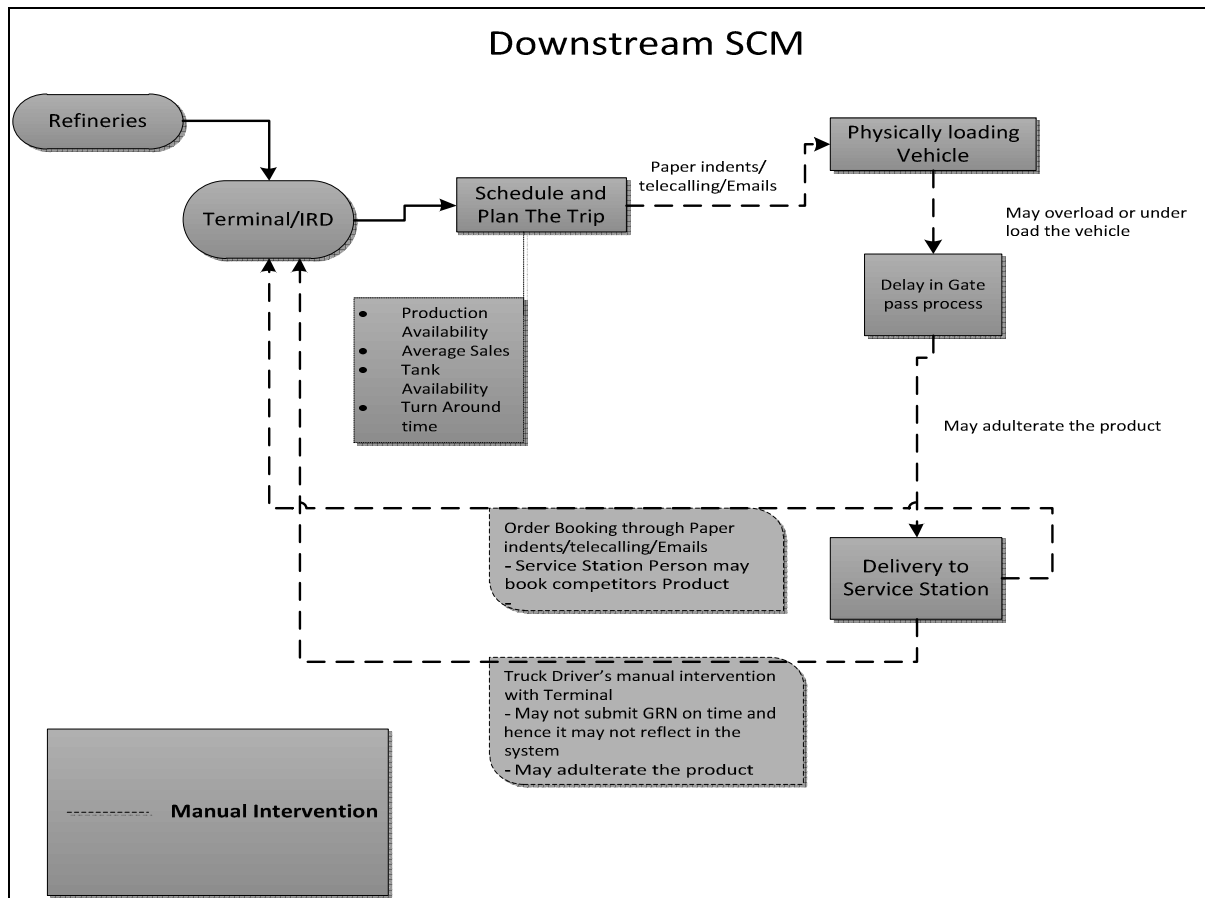 Downstream SCM
Refineries
Terminal/IRD
Schedule and
Plan The Trip
Paper indents/
telecalling/Emails
Physically loading
Vehicle
May overload or under
load the vehicle
Delay in Gate
pass process
● Production
Availability
● Average Sales
● Tank
Availability
● Turn Around
time
May adulterate the product
Order Booking through Paper
indents/telecalling/Emails
- Service Station Person may
book competitors Product
-
Delivery to
Service Station
Truck Driver’s manual intervention
with Terminal
- May not submit GRN on time and
hence it may not reflect in the
system
- May adulterate the product
Manual Intervention